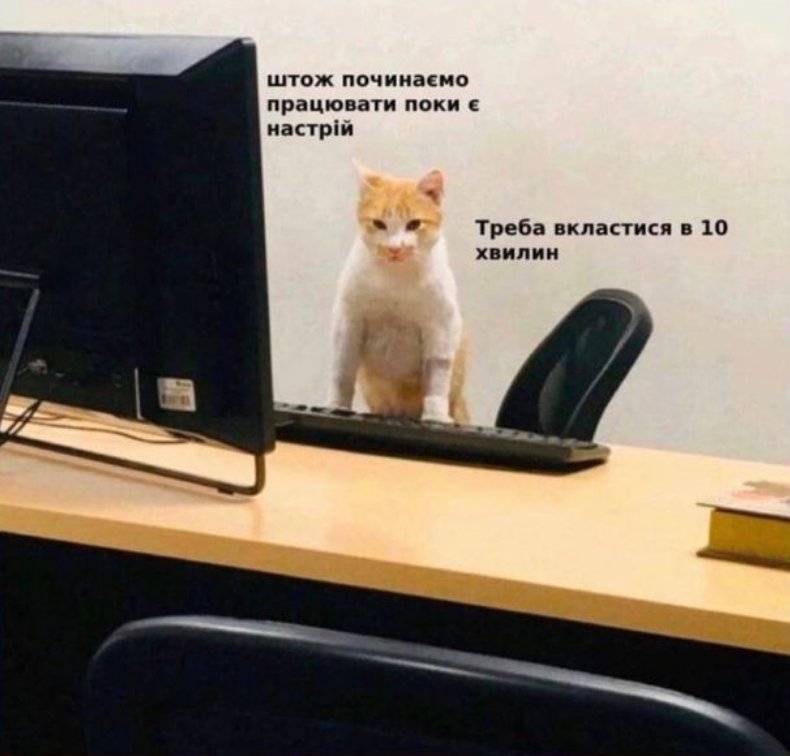 штож починаємо
працювати поки є
настрій
Треба вкластися в 10
хвилин